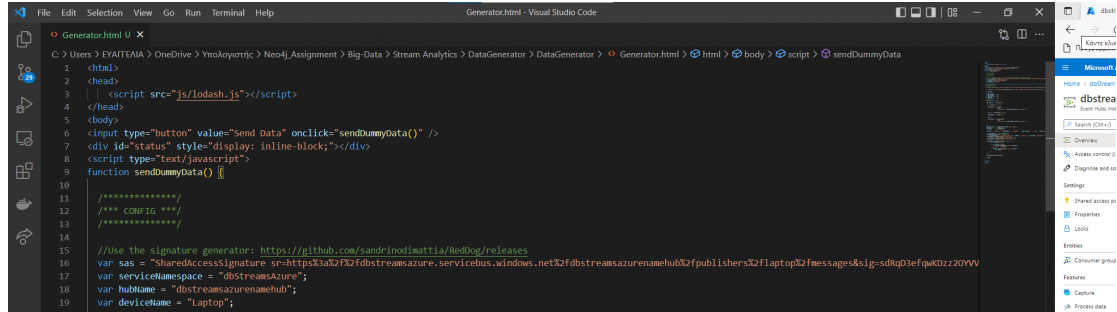 File Edit Selection View Go Run Terminal Help
Generator.html - Visual Studio Code
Generator.html U
C: > Users > ΕΥΑΓΓΕΛΙΑ > OneDrive > Υπολογιστής > Neo4j_Assignment > Big-Data > Stream Analytics > DataGenerator > DataGenerator > Generator.html > html > body > script > sendDummyData
1 <html>
2 <head>
3 <script src="js/lodash.js"></script>
4 </head>
5 <body>
6 <input type="button" value="Send Data" onclick="sendDummyData()" />
7 <div id="status" style="display: inline-block;"></div>
8 <script type="text/javascript">
9 function sendDummyData() {
10
11 /**************/
12 /*** CONFIG ***/
13 /**************/
14
15 //Use the signature generator: https://github.com/sandrinodimattia/RedDog/releases
16 var sas = "SharedAccessSignature sr=https%3a%2f%2fdbstreamsazure.servicebus.windows.net%2fdbstreamsazurenamehub%2fpublishers%2flaptop%2fmessages&sig=sdRqD3efqwKDzz2OYVV
17 var serviceNamespace = "dbStreamsAzure";
18 var hubName = "dbstreamsazurenamehub";
19 var deviceName = "Laptop";
29
dbstr
Κάντε κλικ
Microsoft
Home > dbStream
dbstrea
Event Hubs Inst
Search (Ctrl+/)
Overview
Access control (I
Diagnose and so
Settings
Shared access po
Properties
Locks
Entities
Consumer group
Features
Capture
Process data